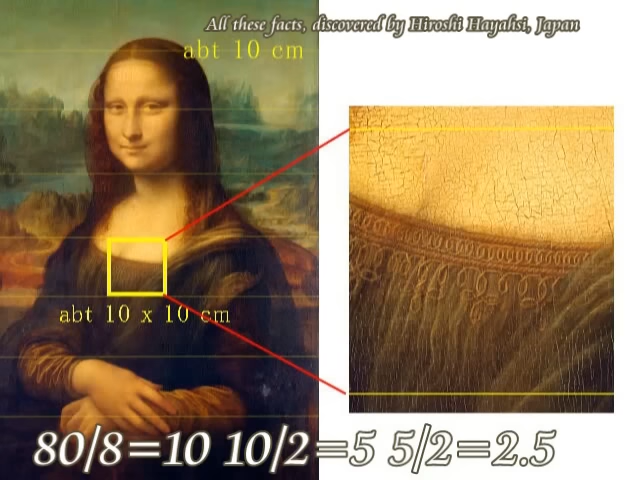 All these facts, discovered by Hiroshi Hayahsi, Japan
abt 10 cm
abt 10 x 10 cm
80/8=10 10/2=5 5/2=2.5